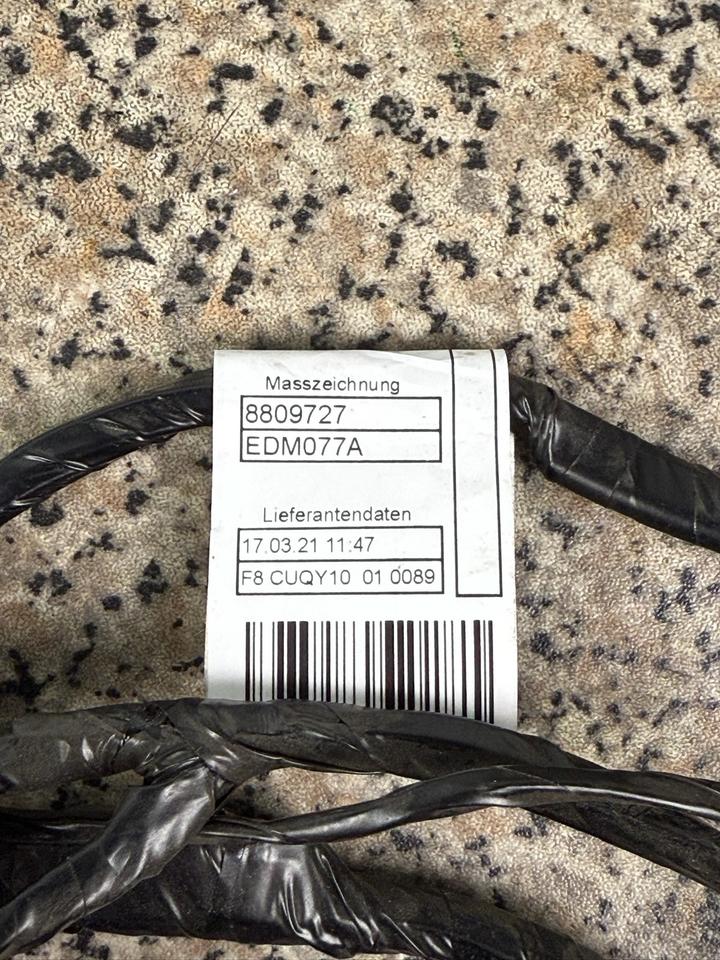 Masszeichnung
8809727
EDM077A
Lieferantendaten
17.03.21 11:47
F8 CUQY10 01 0089